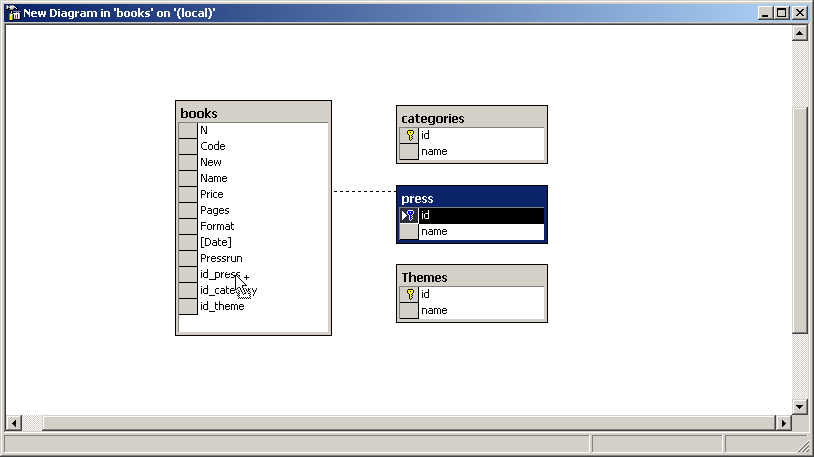 New Diagram in 'books' on '(local)'
books
N
Code
New
Name
Price
Pages
Format
[Date]
Pressrun
id_press
id_category
id_theme
categories
id
name
press
id
name
Themes
id
name